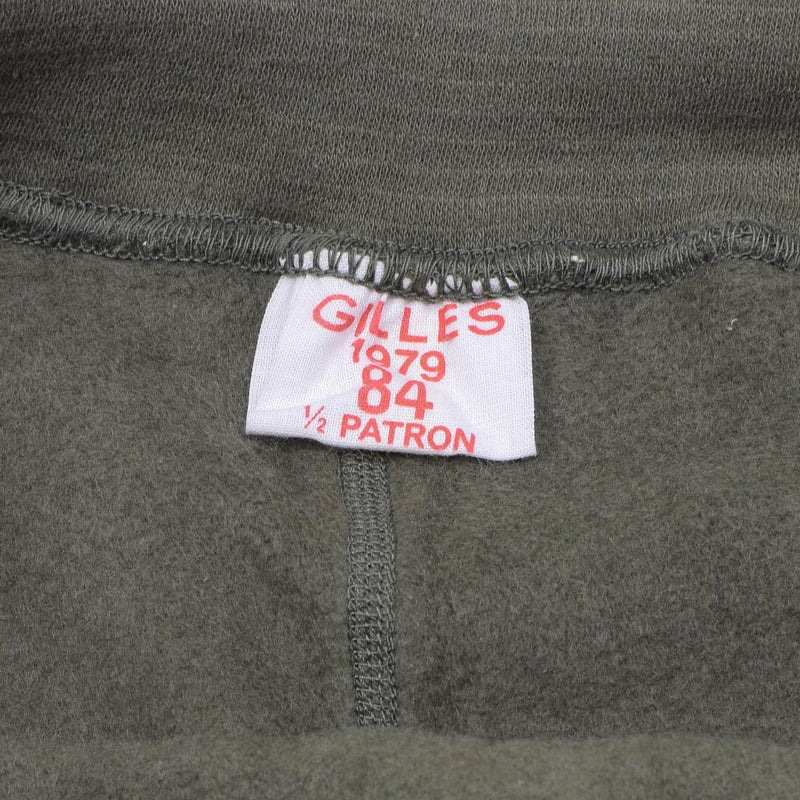 GILLES
1979
84
½ PATRON